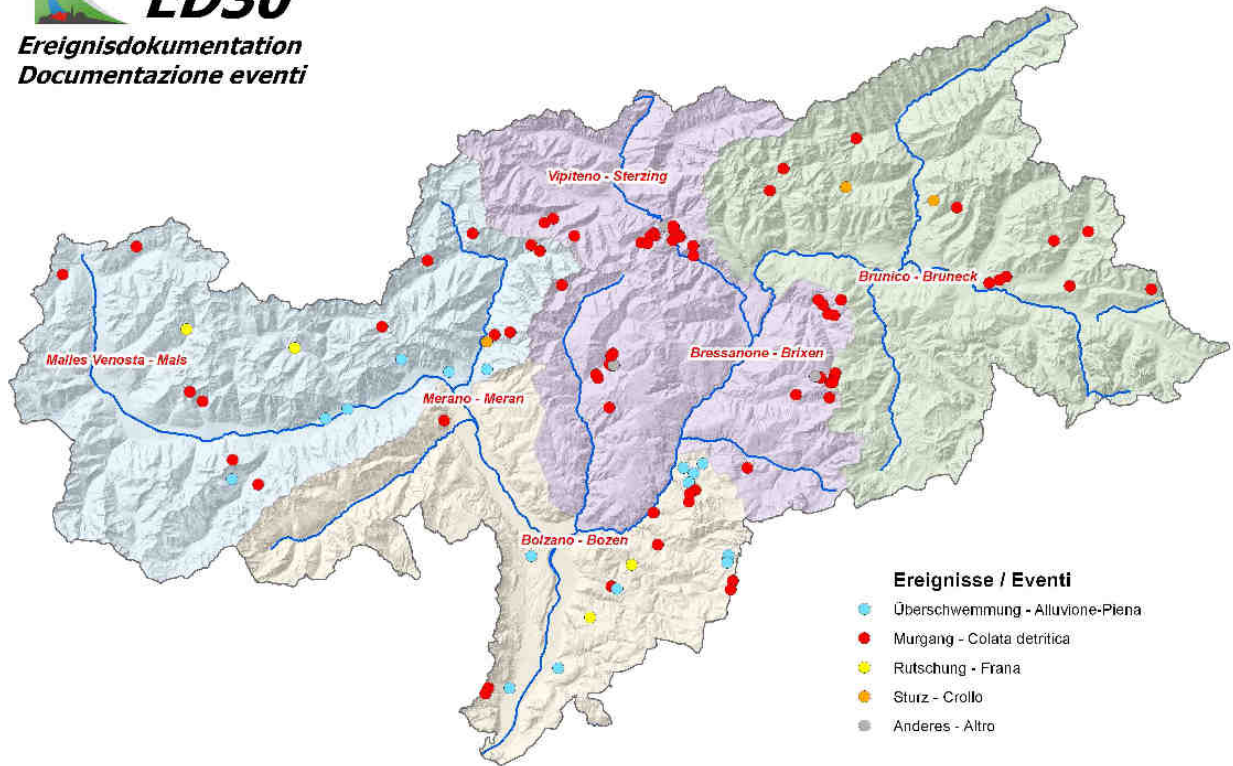 ED30
Ereignisdokumentation
Documentazione eventi
Vipiteno - Sterzing
Brunico - Bruneck
Malles Venosta - Mals
Bressanone - Brixen
Merano - Meran
Bolzano - Bozen
Ereignisse / Eventi
Überschwemmung - Alluvione-Piena
Murgang - Colata detritica
Rutschung - Frana
Sturz - Crollo
Anderes - Altro